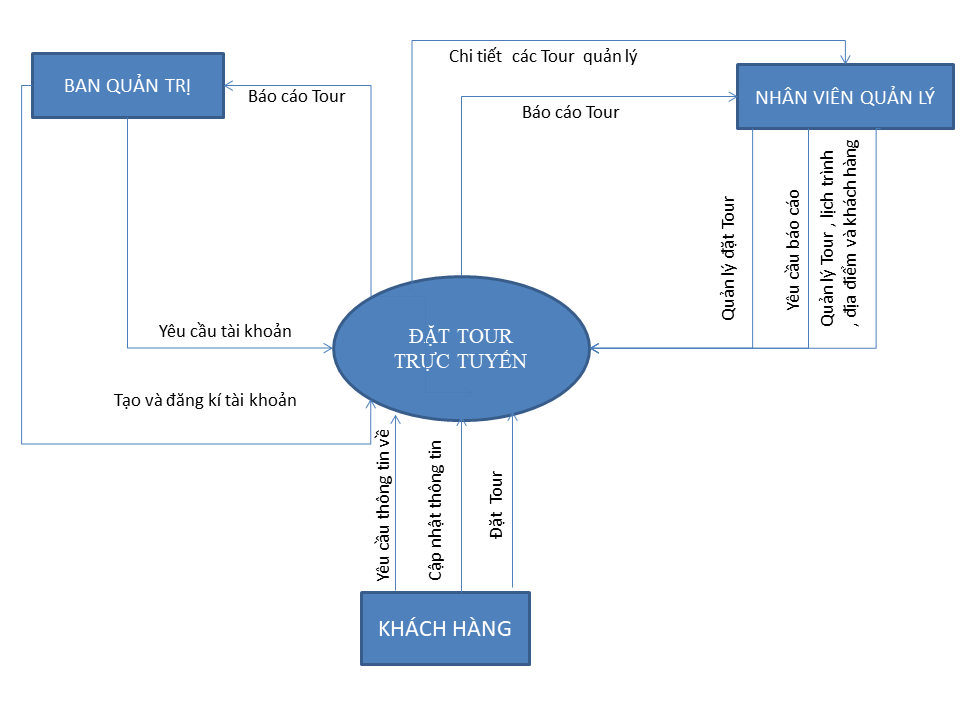 Chi tiết các Tour quản lý
BAN QUẢN TRỊ
Báo cáo Tour
NHÂN VIÊN QUẢN LÝ
Báo cáo Tour
Quản lý đặt Tour
Yêu cầu báo cáo
Quản lý Tour , lịch trình
, địa điểm và khách hàng
Yêu cầu tài khoản
ĐẶT TOUR
TRỰC TUYẾN
Tạo và đăng kí tài khoản
Yêu cầu thông tin về
Cập nhật thông tin
Đặt Tour
KHÁCH HÀNG